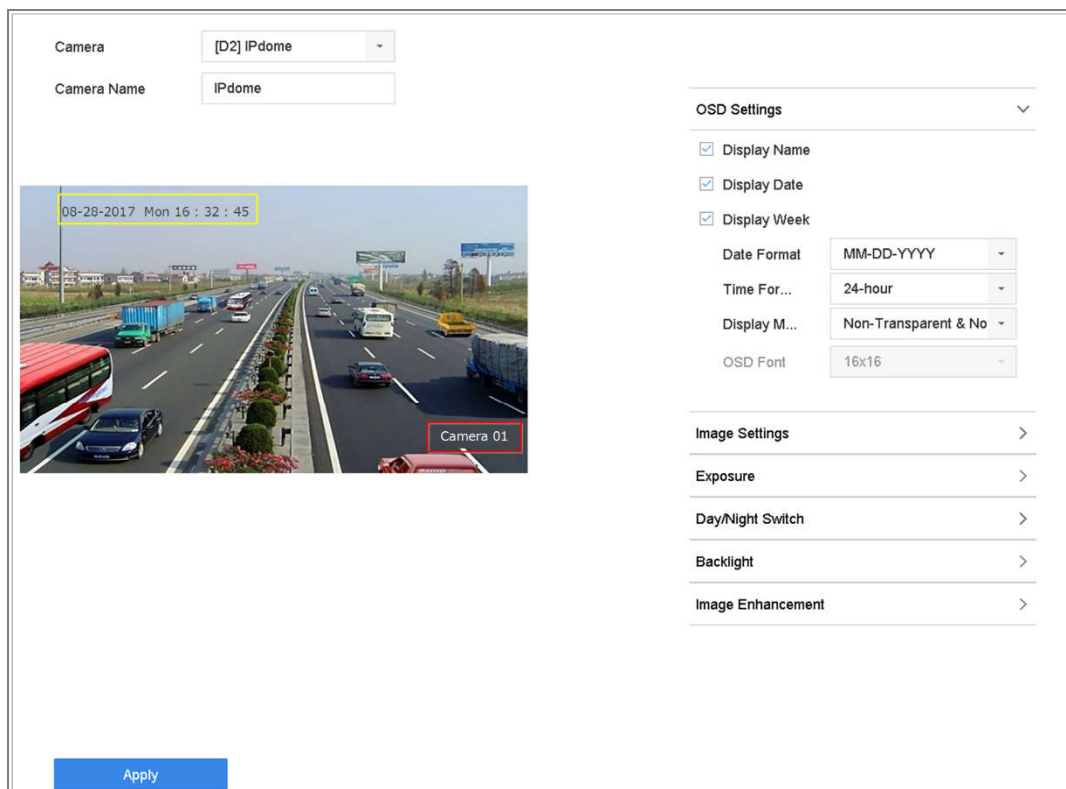 Camera
[D2] IPdome
Camera Name
IPdome
08-28-2017 Mon 16 : 32 : 45
Camera 01
Apply
OSD Settings
Display Name
Display Date
Display Week
Date Format
MM-DD-YYYY
Time For...
24-hour
Display M...
Non-Transparent & No
OSD Font
16x16
Image Settings
Exposure
Day/Night Switch
Backlight
Image Enhancement